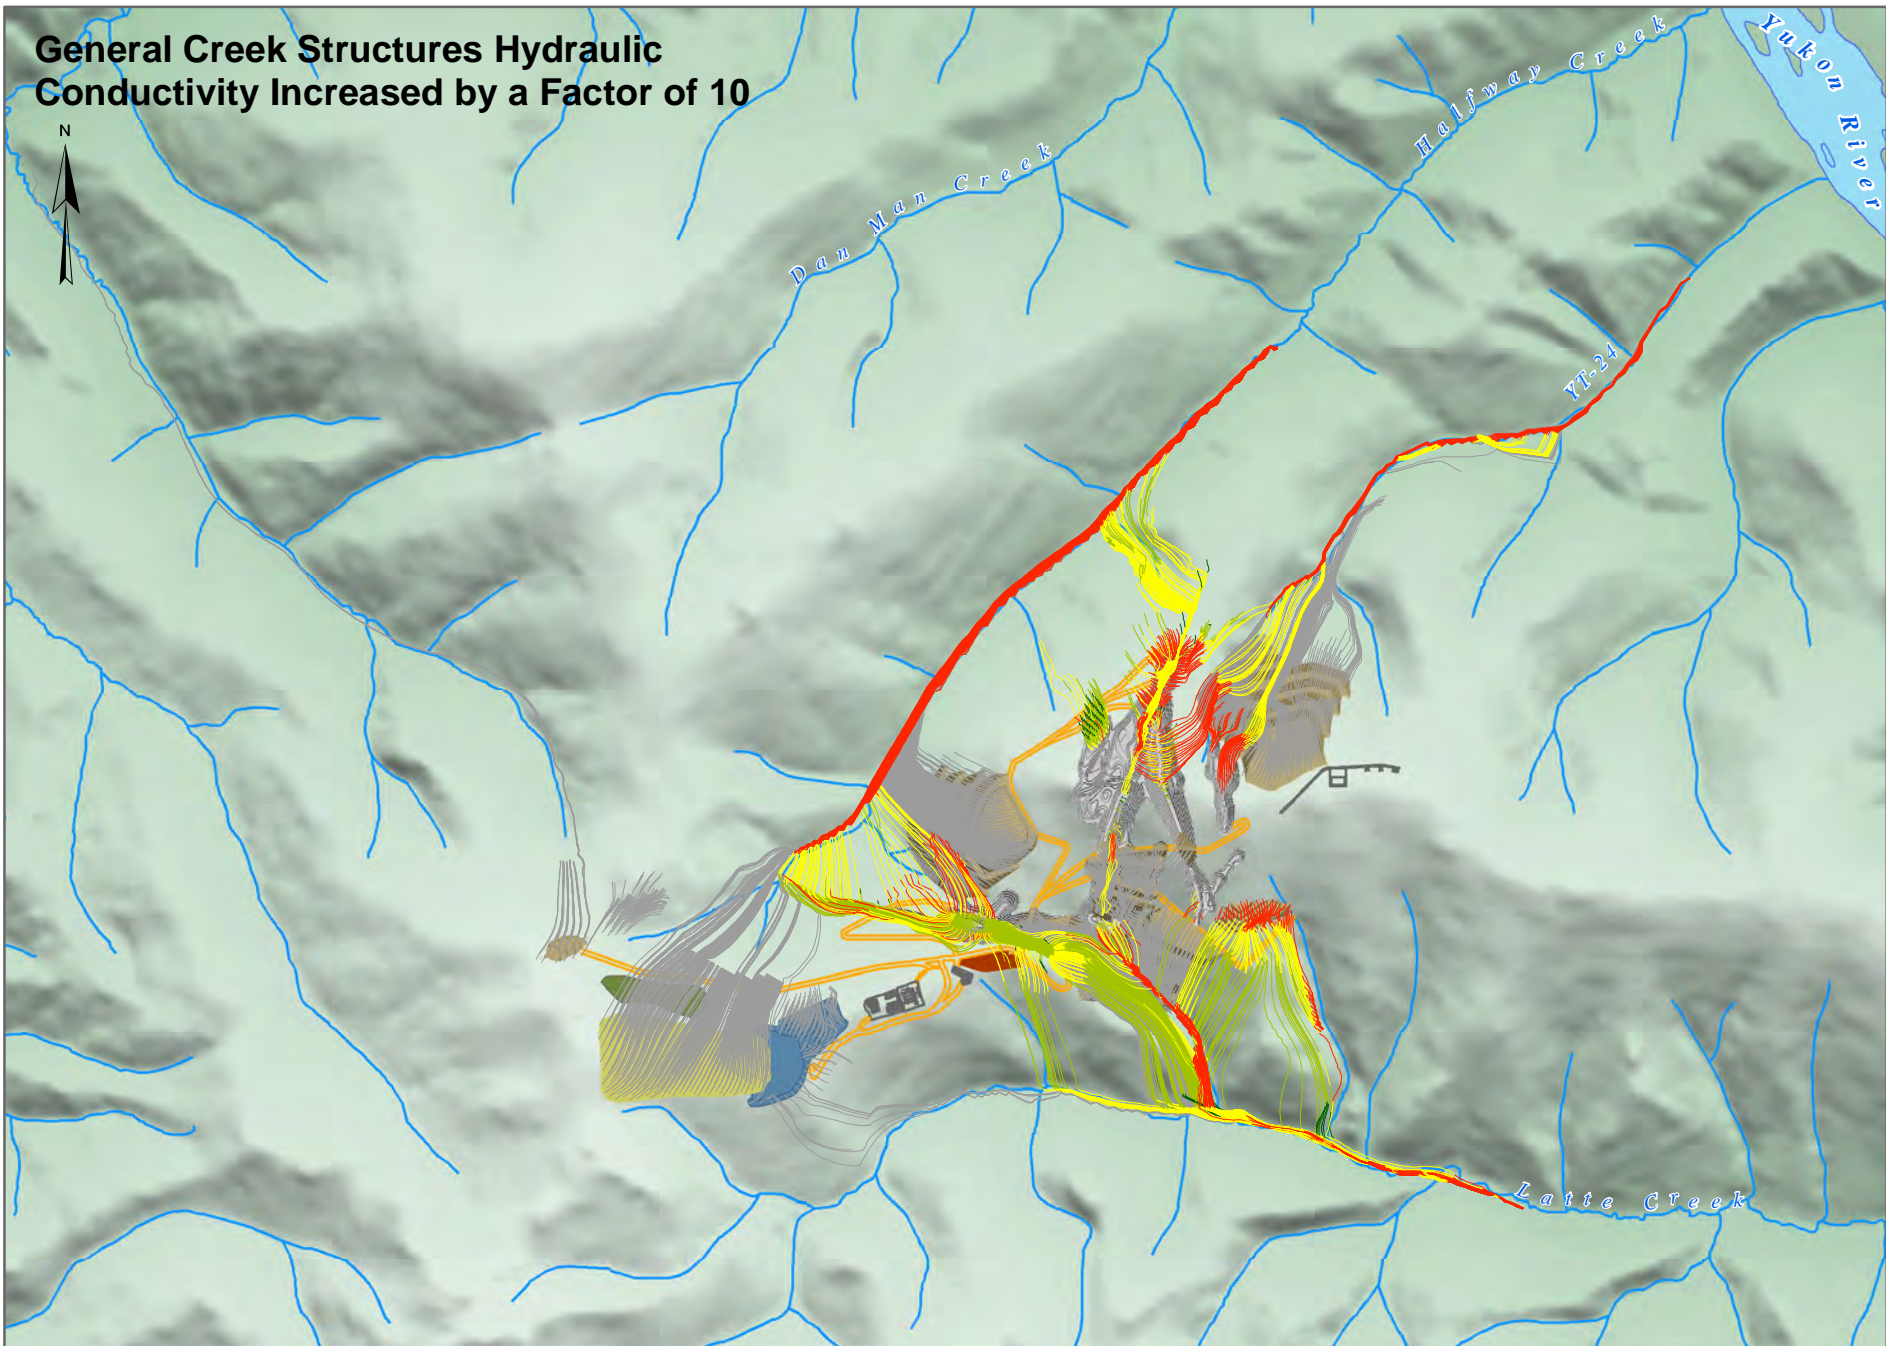 General Creek Structures Hydraulic
Conductivity Increased by a Factor of 10
N
Yukon River
Halfway Creek
Dan Man Creek
YT-24
Latte Creek